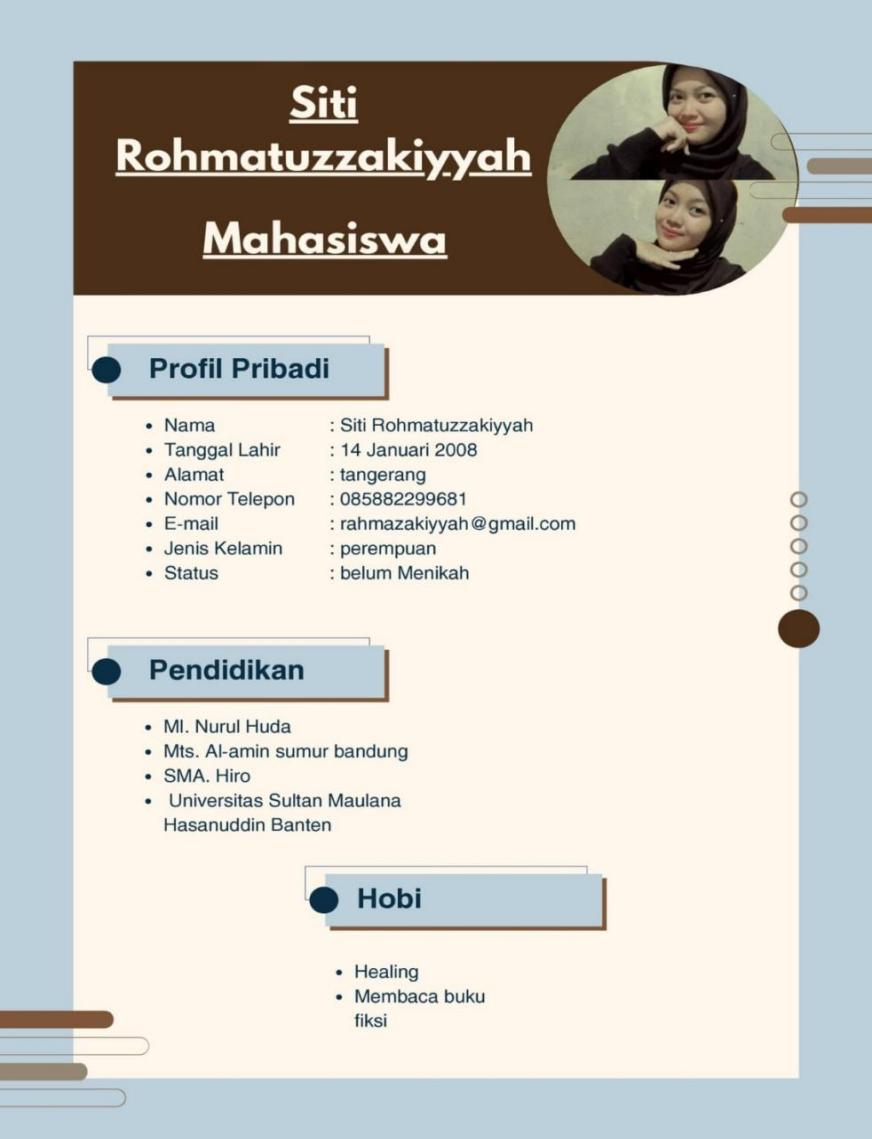 Siti
Rohmatuzzakiyyah
Mahasiswa
Profil Pribadi
• Nama : Siti Rohmatuzzakiyyah
• Tanggal Lahir : 14 Januari 2008
• Alamat : tangerang
• Nomor Telepon : 085882299681
• E-mail : rahmazakiyyah@gmail.com
• Jenis Kelamin : perempuan
• Status : belum Menikah
Pendidikan
• MI. Nurul Huda
• Mts. Al-amin sumur bandung
• SMA. Hiro
• Universitas Sultan Maulana
Hasanuddin Banten
Hobi
• Healing
• Membaca buku
fiksi